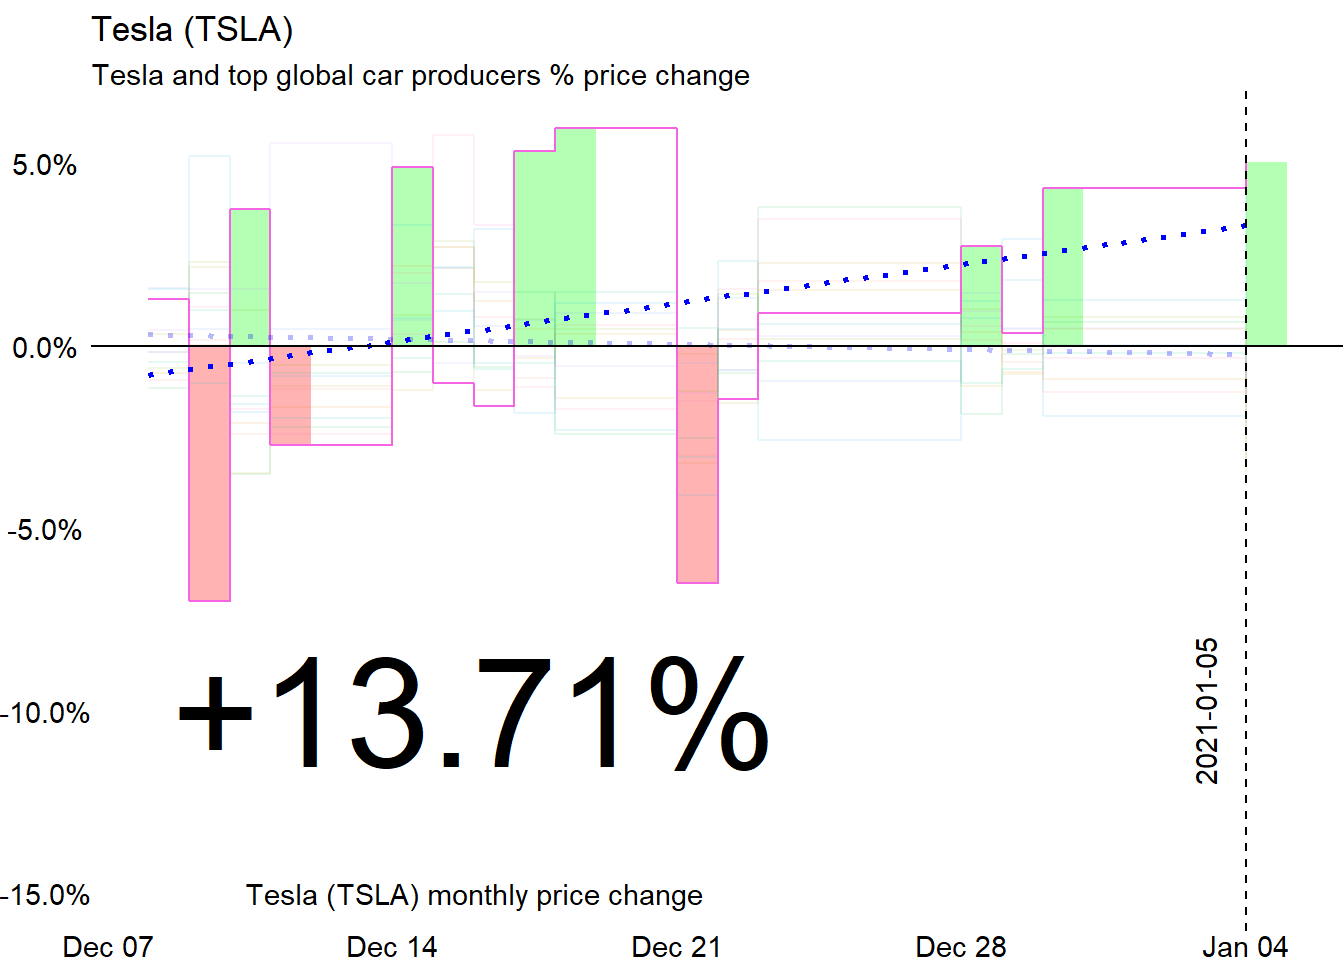 Tesla (TSLA)
Tesla and top global car producers % price change
5.0%
0.0%
-5.0%
-10.0%
-15.0%
+13.71%
Tesla (TSLA) monthly price change
2021-01-05
Dec 07
Dec 14
Dec 21
Dec 28
Jan 04